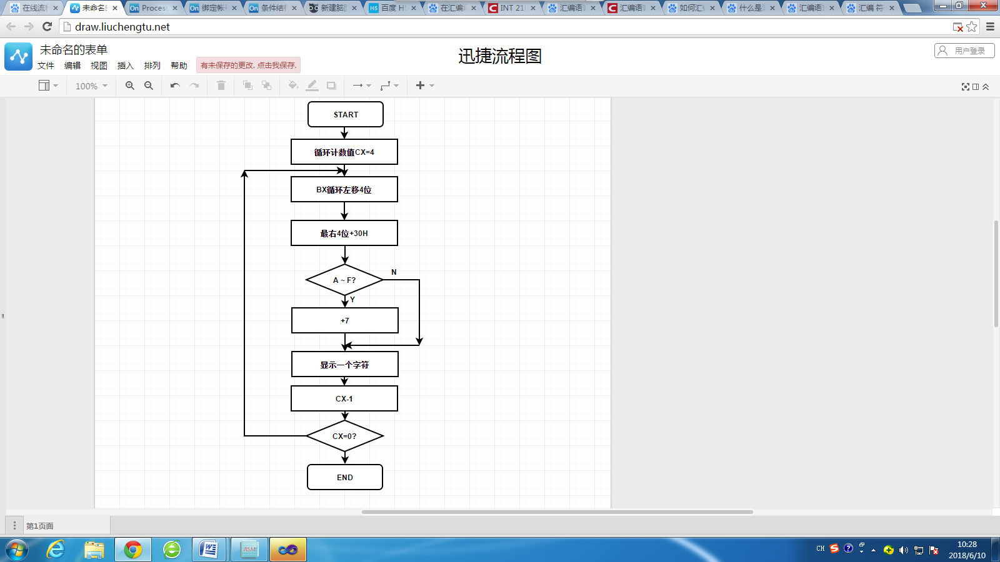 在线流 未命名的 Proces 绑定帐 条件结 新建脑 百度 H5 在汇编 INT 21 汇编语言 汇编语言 如何汇 什么是 汇编语言 汇编 符
draw.liuchengtu.net
未命名的表单
迅捷流程图
用户登录
文件 编辑 视图 插入 排列 帮助 有未保存的更改. 点击我保存.
100%
START
循环计数值CX=4
BX循环左移4位
最右4位+30H
A ~ F?
N
Y
+7
显示一个字符
CX-1
CX=0?
END
第1页面
CH
10:28
2018/6/10